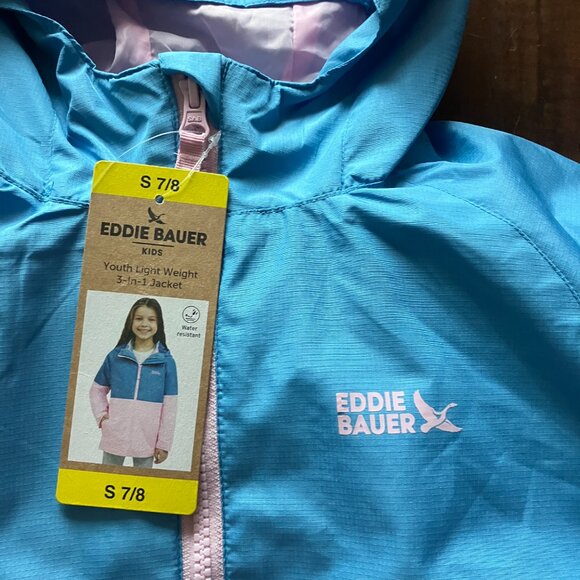 S 7/8
EDDIE BAUER
KIDS
Youth Light Weight
3-In-1 Jacket
Water
resistant
S 7/8
EDDIE
BAUER